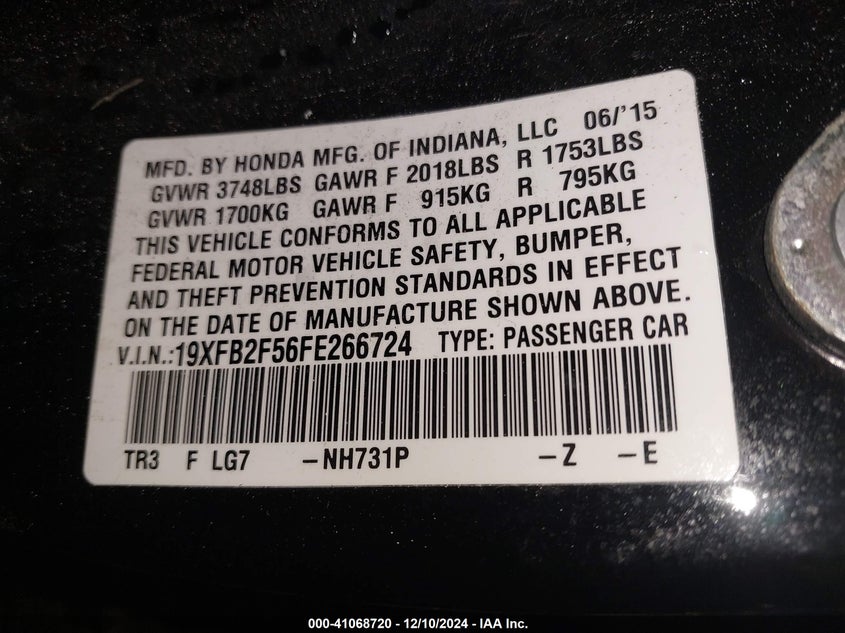 MFD. BY HONDA MFG. OF INDIANA, LLC 06/'15
GVWR 3748LBS GAWR F 2018LBS R 1753LBS
GVWR 1700KG GAWR F 915KG R 795KG
THIS VEHICLE CONFORMS TO ALL APPLICABLE
FEDERAL MOTOR VEHICLE SAFETY, BUMPER,
AND THEFT PREVENTION STANDARDS IN EFFECT
ON THE DATE OF MANUFACTURE SHOWN ABOVE.
V.I.N.:19XFB2F56FE266724 TYPE: PASSENGER CAR
TR3 F LG7 –NH731P –Z –E
000-41068720 – 12/10/2024 – IAA Inc.